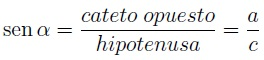 sen α = cateto opuesto / hipotenusa = a / c